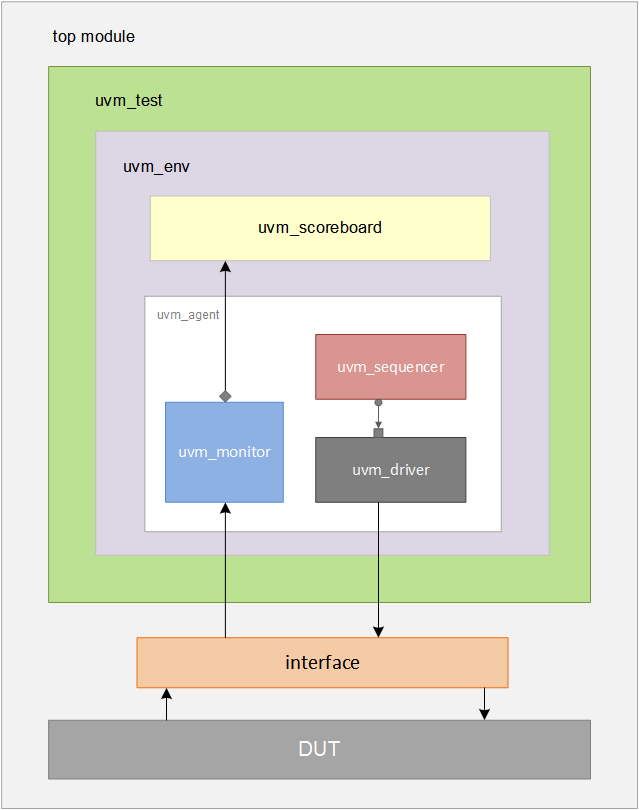 top module
uvm_test
uvm_env
uvm_scoreboard
uvm_agent
uvm_sequencer
uvm_monitor
uvm_driver
interface
DUT